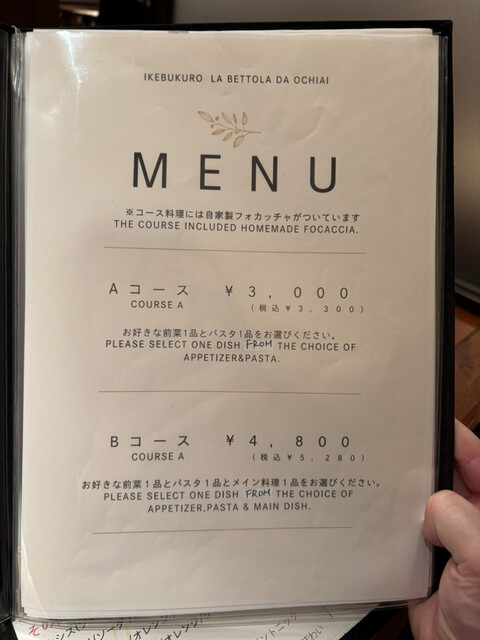 IKEBUKURO LA BETTOLA DA OCHIAI
MENU
※コース料理には自家製フォカッチャがついています
THE COURSE INCLUDED HOMEMADE FOCACCIA.
Aコース ¥3,000
COURSE A (税込¥3,300)
お好きな前菜1品とパスタ1品をお選びください。
PLEASE SELECT ONE DISH FROM THE CHOICE OF
APPETIZER&PASTA.
Bコース ¥4,800
COURSE A (税込¥5,280)
お好きな前菜1品とパスタ1品とメイン料理1品をお選びください。
PLEASE SELECT ONE DISH FROM THE CHOICE OF
APPETIZER,PASTA & MAIN DISH.